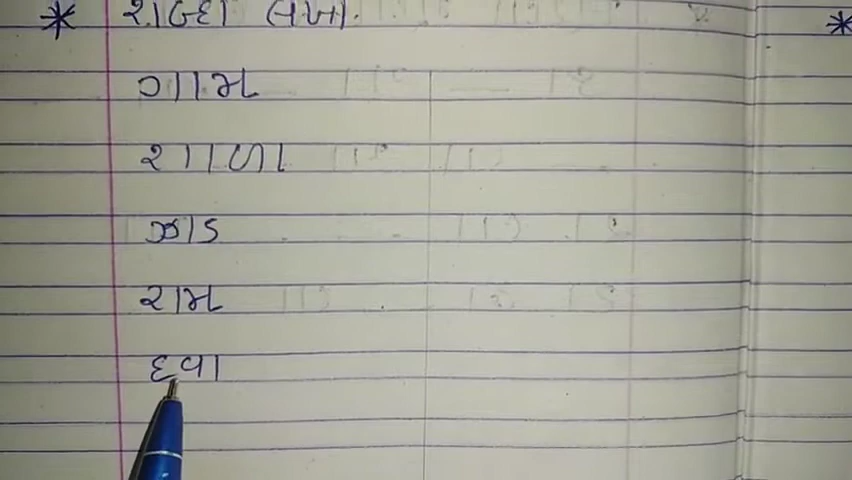 * શબ્દો લખો. *
ગામ
શાળા
ઝાડ
રામ
દવા